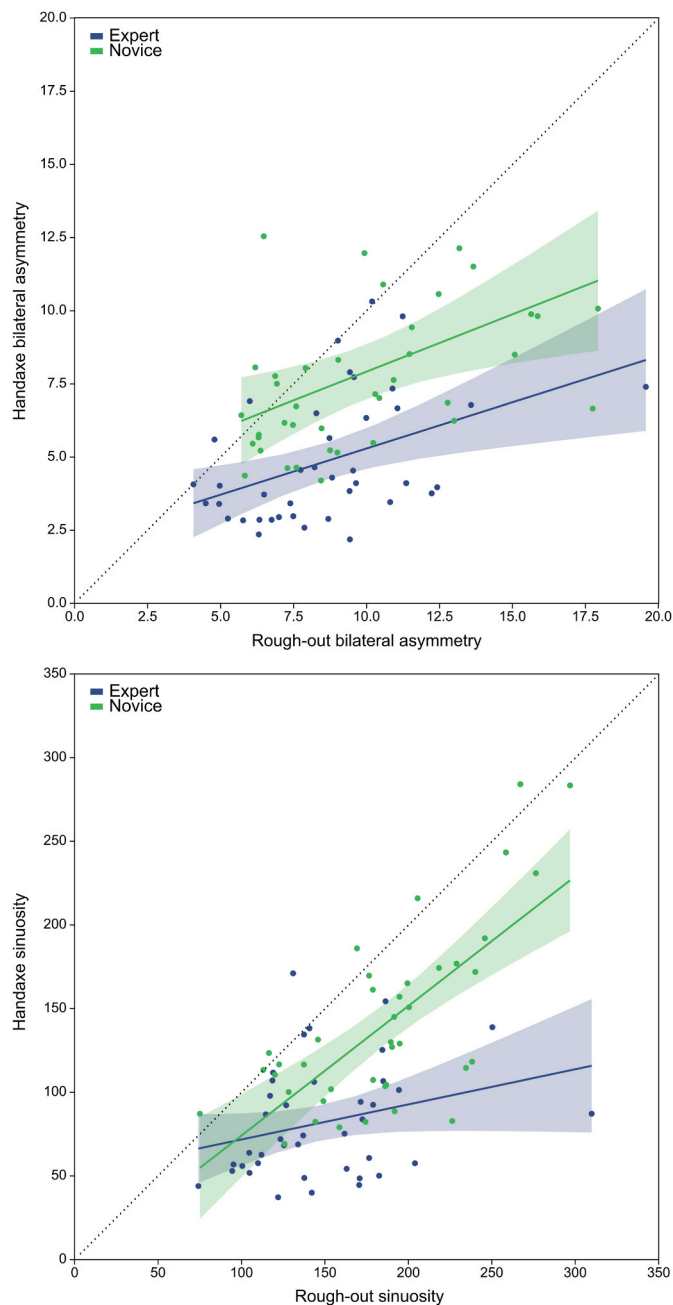 20.0
Expert
Novice
17.5
15.0
12.5
Handaxe bilateral asymmetry
10.0
7.5
5.0
2.5
0.0
0.0 2.5 5.0 7.5 10.0 12.5 15.0 17.5 20.0
Rough-out bilateral asymmetry
350
Expert
Novice
300
250
200
Handaxe sinuosity
150
100
50
0
0 50 100 150 200 250 300 350
Rough-out sinuosity